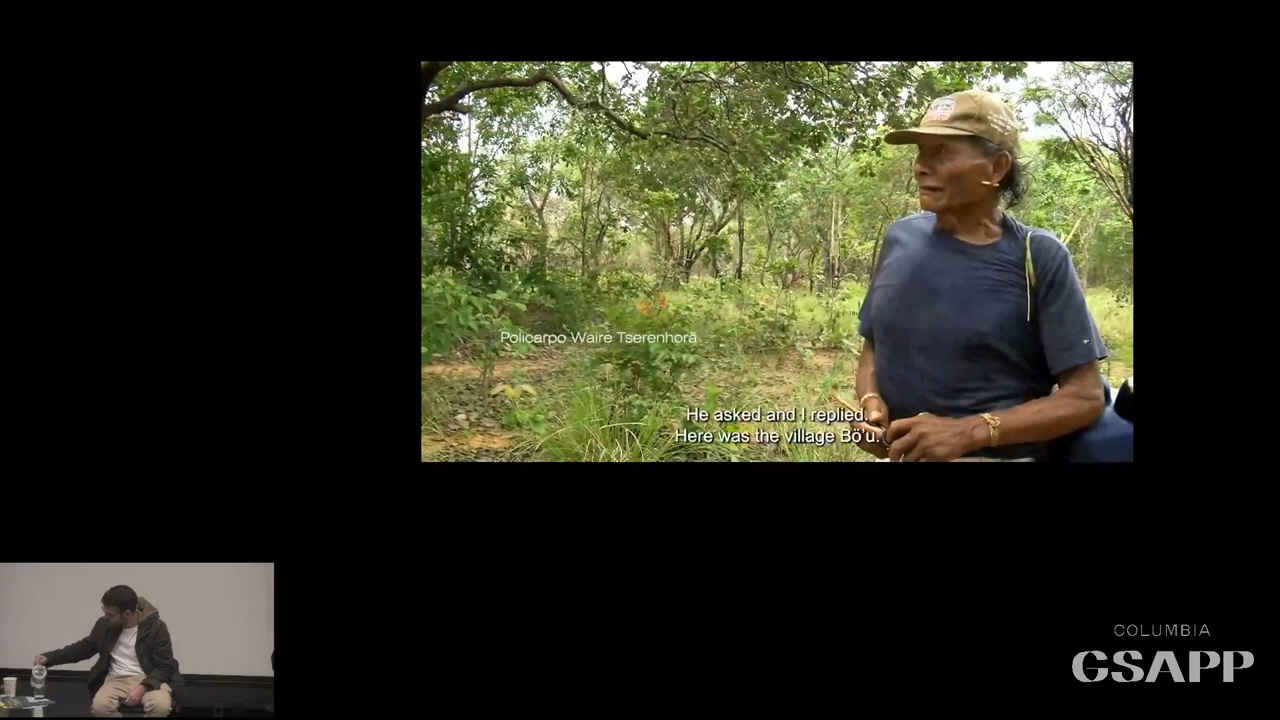 Policarpo Waire Tserenhorã
He asked and I replied.
Here was the village Bö'u.
COLUMBIA
GSAPP